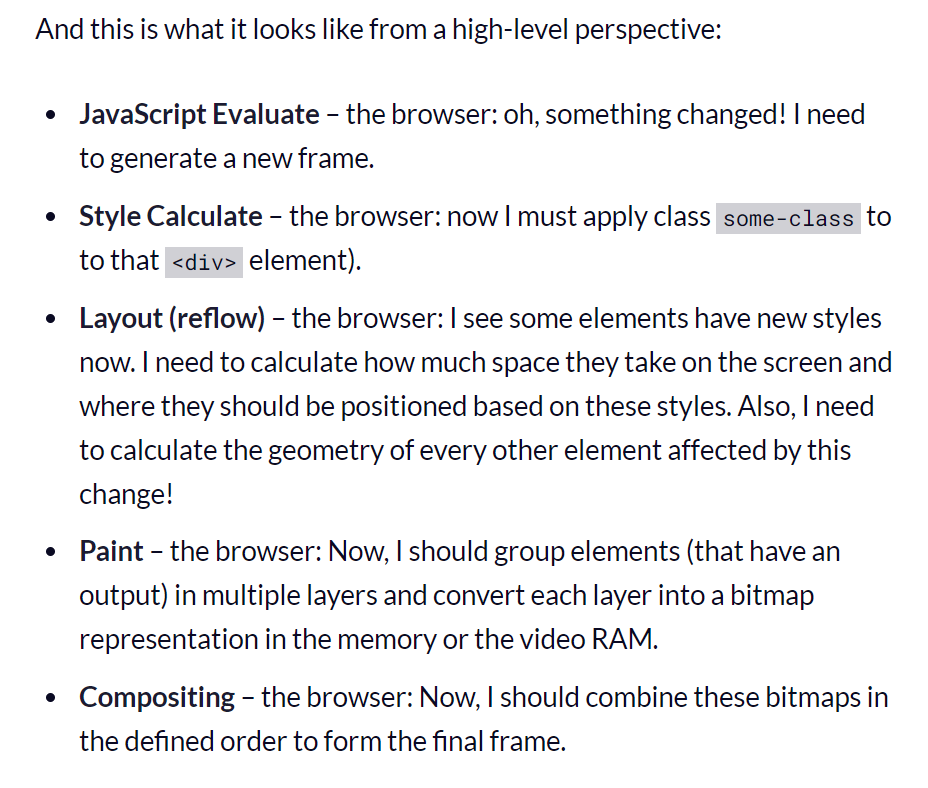 And this is what it looks like from a high-level perspective:
• JavaScript Evaluate – the browser: oh, something changed! I need
to generate a new frame.
• Style Calculate – the browser: now I must apply class some-class to
to that <div> element).
• Layout (reflow) – the browser: I see some elements have new styles
now. I need to calculate how much space they take on the screen and
where they should be positioned based on these styles. Also, I need
to calculate the geometry of every other element affected by this
change!
• Paint – the browser: Now, I should group elements (that have an
output) in multiple layers and convert each layer into a bitmap
representation in the memory or the video RAM.
• Compositing – the browser: Now, I should combine these bitmaps in
the defined order to form the final frame.